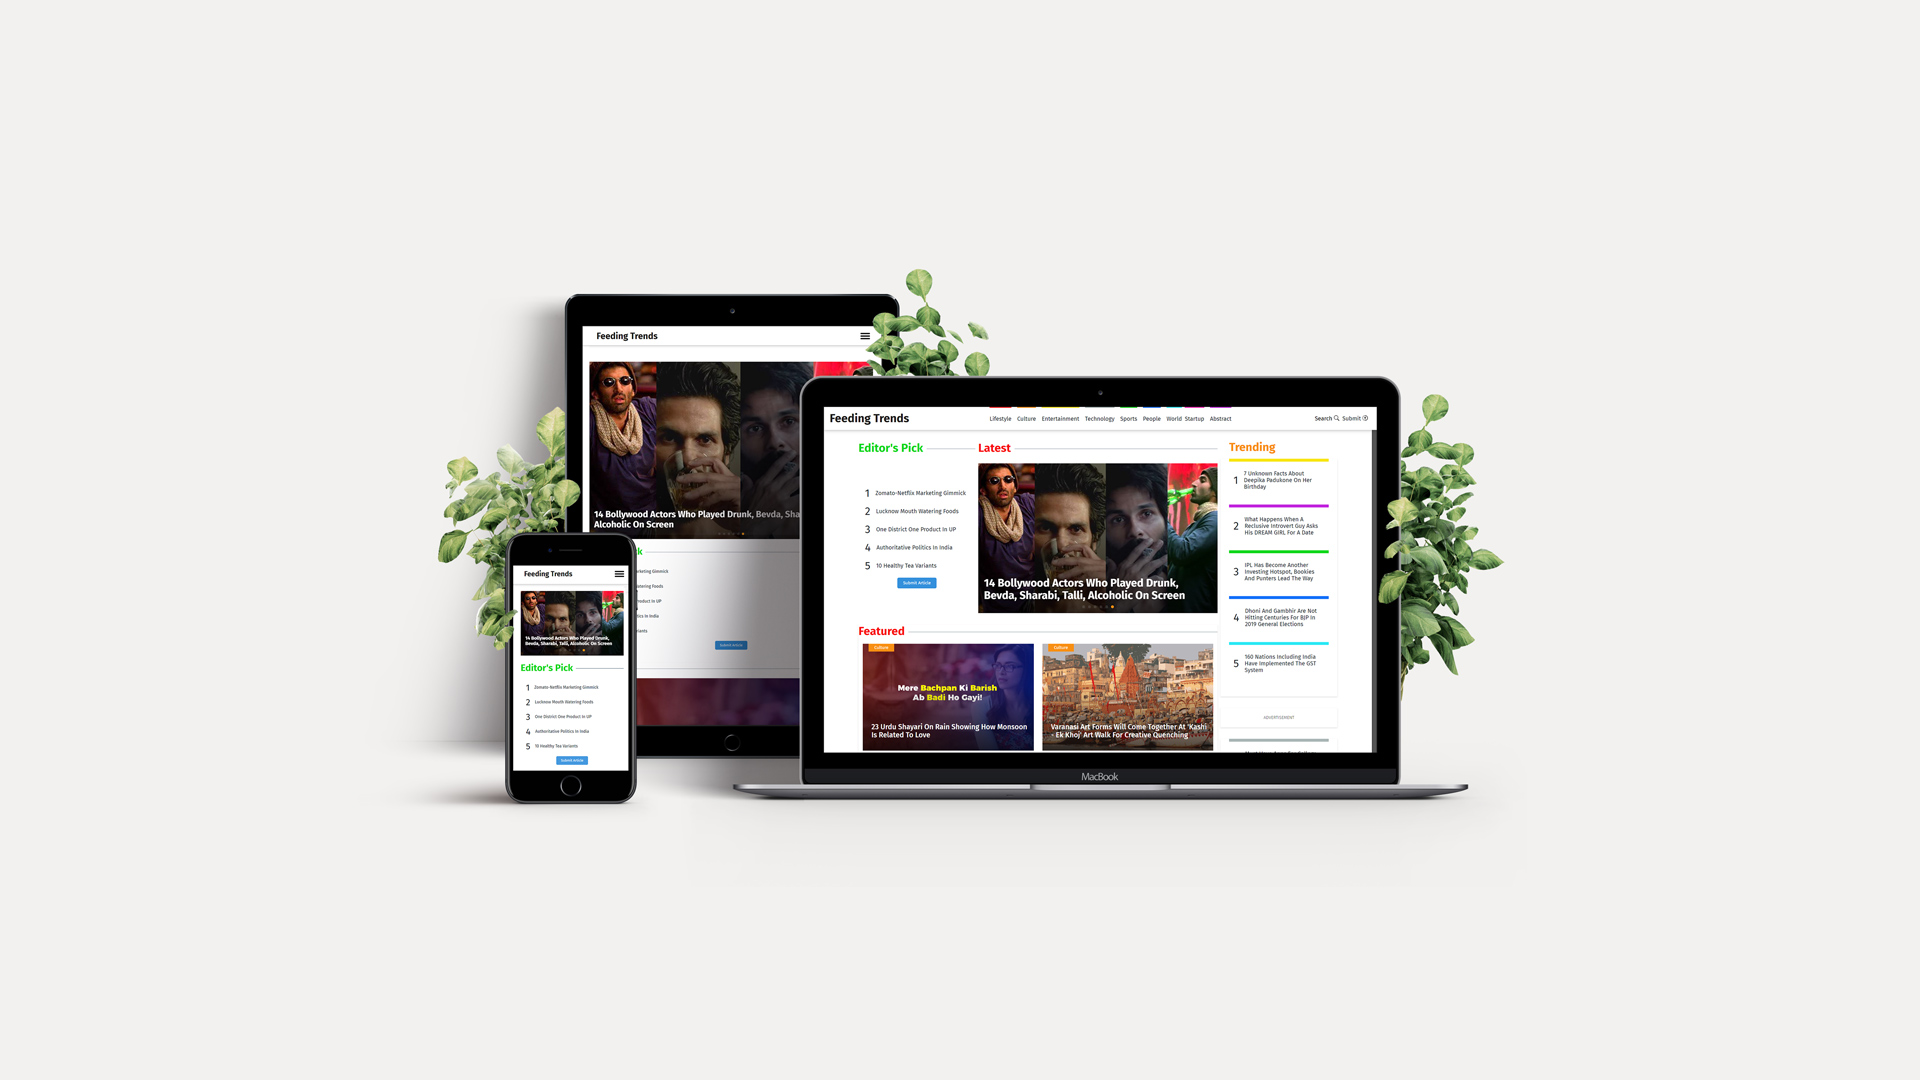 Feeding Trends
14 Bollywood Actors Who Played Drunk, Bevda, Sha
Alcoholic On Screen
k
arketing Gimmick
atering Foods
roduct In UP
tics In India
ariants
Submit Article
Feeding Trends
14 Bollywood Actors Who Played Drunk,
Bevda, Sharabi, Talli, Alcoholic On Screen
Editor's Pick
1 Zomato-Netflix Marketing Gimmick
2 Lucknow Mouth Watering Foods
3 One District One Product In UP
4 Authoritative Politics In India
5 10 Healthy Tea Variants
Submit Article
Feeding Trends
Lifestyle Culture Entertainment Technology Sports People World Startup Abstract
Search Submit
Editor's Pick
1 Zomato-Netflix Marketing Gimmick
2 Lucknow Mouth Watering Foods
3 One District One Product In UP
4 Authoritative Politics In India
5 10 Healthy Tea Variants
Submit Article
Latest
14 Bollywood Actors Who Played Drunk,
Bevda, Sharabi, Talli, Alcoholic On Screen
Trending
1 7 Unknown Facts About
Deepika Padukone On Her
Birthday
2 What Happens When A
Reclusive Introvert Guy Asks
His DREAM GIRL For A Date
3 IPL Has Become Another
Investing Hotspot, Bookies
And Punters Lead The Way
4 Dhoni And Gambhir Are Not
Hitting Centuries For BJP In
2019 General Elections
5 160 Nations Including India
Have Implemented The GST
System
ADVERTISEMENT
Featured
Culture
Mere Bachpan Ki Barish
Ab Badi Ho Gayi!
23 Urdu Shayari On Rain Showing How Monsoon
Is Related To Love
Culture
Varanasi Art Forms Will Come Together At 'Kashi
- Ek Khoj' Art Walk For Creative Quenching
MacBook